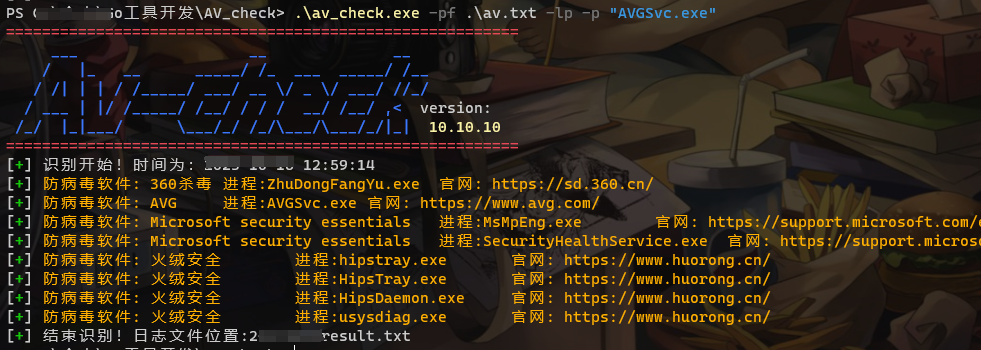 PS Go工具开发\AV_check> .\av_check.exe -pf .\av.txt -lp -p "AVGSvc.exe"
AV_check
version:
10.10.10
[+] 识别开始! 时间为: 12:59:14
[+] 防病毒软件: 360杀毒 进程:ZhuDongFangYu.exe 官网: https://sd.360.cn/
[+] 防病毒软件: AVG 进程:AVGSvc.exe 官网: https://www.avg.com/
[+] 防病毒软件: Microsoft security essentials 进程:MsMpEng.exe 官网: https://support.microsoft.com/
[+] 防病毒软件: Microsoft security essentials 进程:SecurityHealthService.exe 官网: https://support.micros
[+] 防病毒软件: 火绒安全 进程:hipstray.exe 官网: https://www.huorong.cn/
[+] 防病毒软件: 火绒安全 进程:HipsTray.exe 官网: https://www.huorong.cn/
[+] 防病毒软件: 火绒安全 进程:HipsDaemon.exe 官网: https://www.huorong.cn/
[+] 防病毒软件: 火绒安全 进程:usysdiag.exe 官网: https://www.huorong.cn/
[+] 结束识别! 日志文件位置:2 result.txt